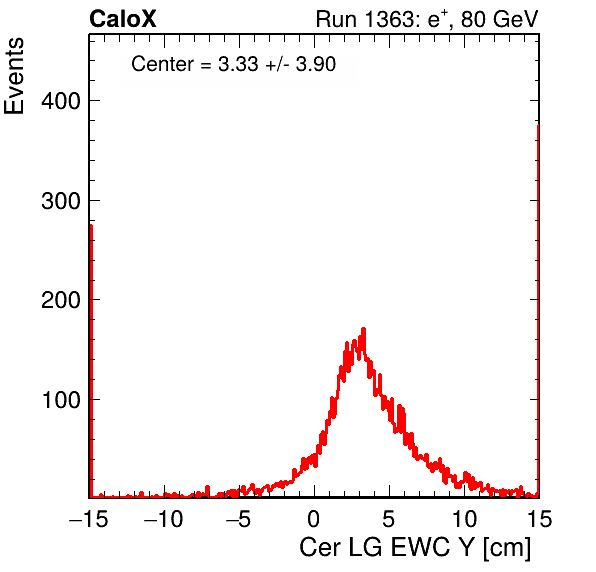 CaloX Run 1363: e⁺, 80 GeV
Center = 3.33 +/- 3.90
Events
400
300
200
100
−15 −10 −5 0 5 10 15
Cer LG EWC Y [cm]